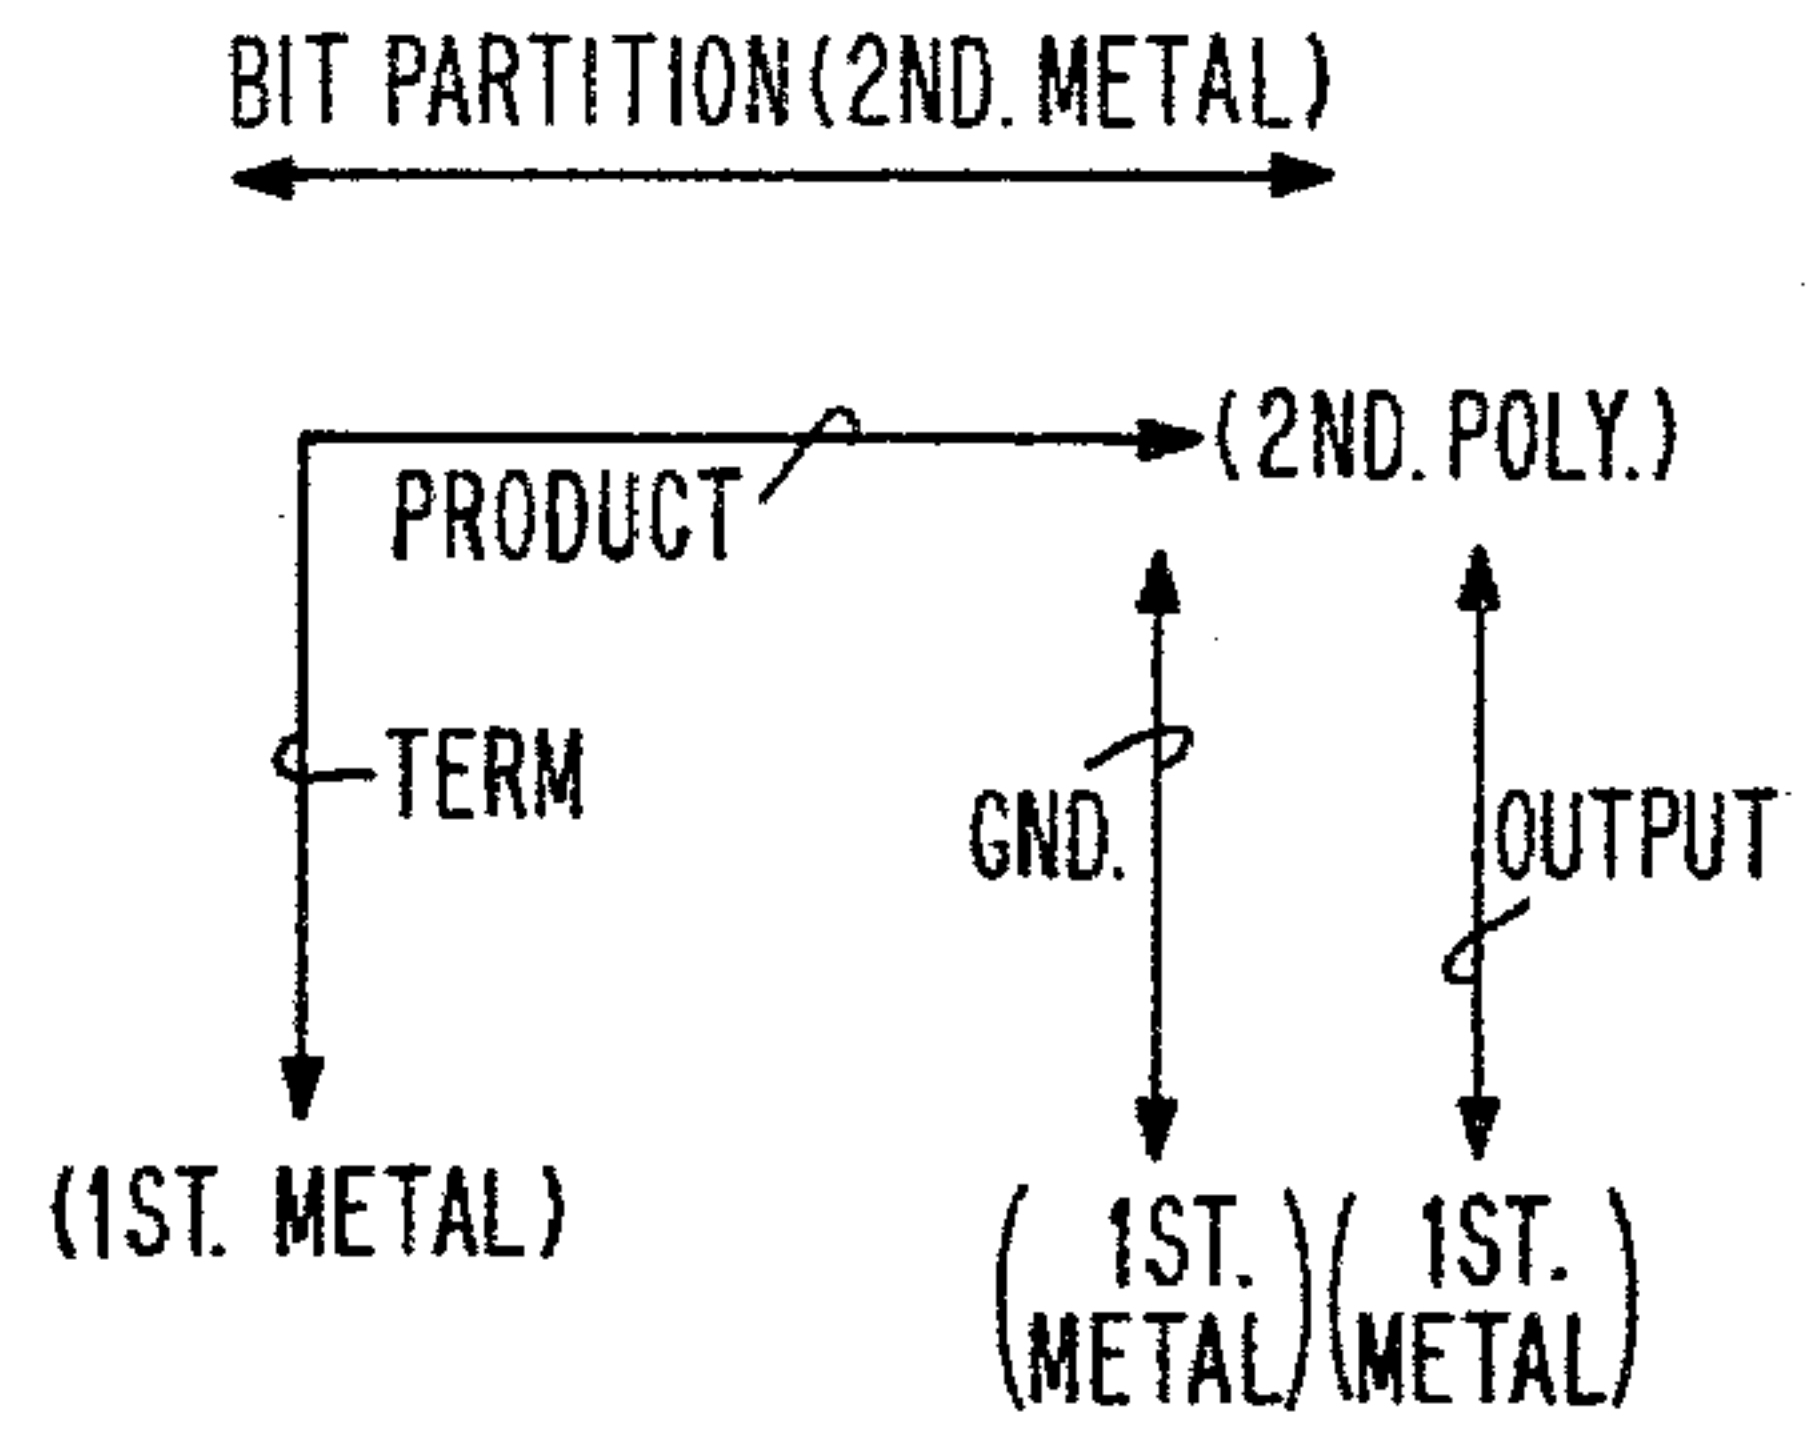 BIT PARTITION (2ND. METAL)
(2ND. POLY.)
PRODUCT
TERM
GND.
OUTPUT
(1ST. METAL)
(1ST. METAL)
(1ST. METAL)